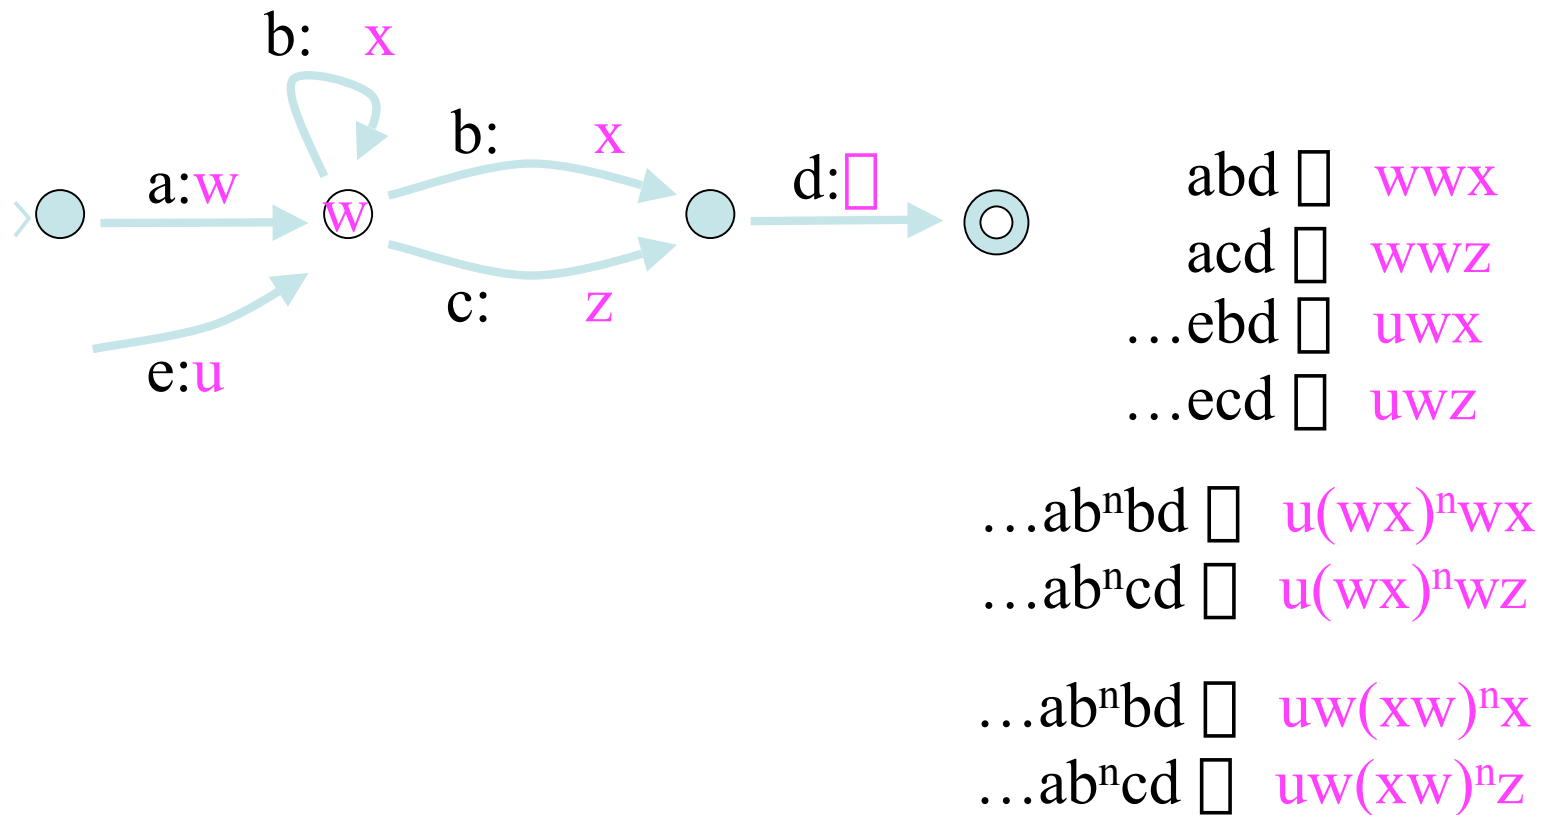 b: x
b: x
a:w
w
d:▯
c: z
e:u
abd ▯ wwx
acd ▯ wwz
…ebd ▯ uwx
…ecd ▯ uwz
…abⁿbd ▯ u(wx)ⁿwx
…abⁿcd ▯ u(wx)ⁿwz
…abⁿbd ▯ uw(xw)ⁿx
…abⁿcd ▯ uw(xw)ⁿz